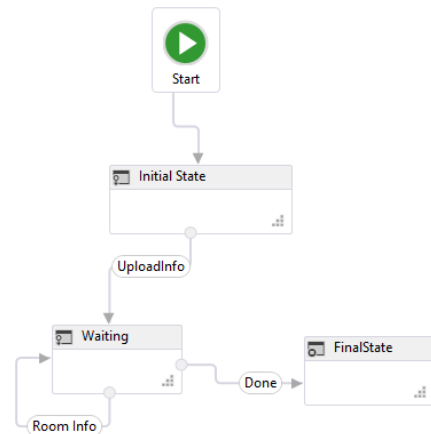 Start
Initial State
UploadInfo
Waiting
FinalState
Done
Room Info